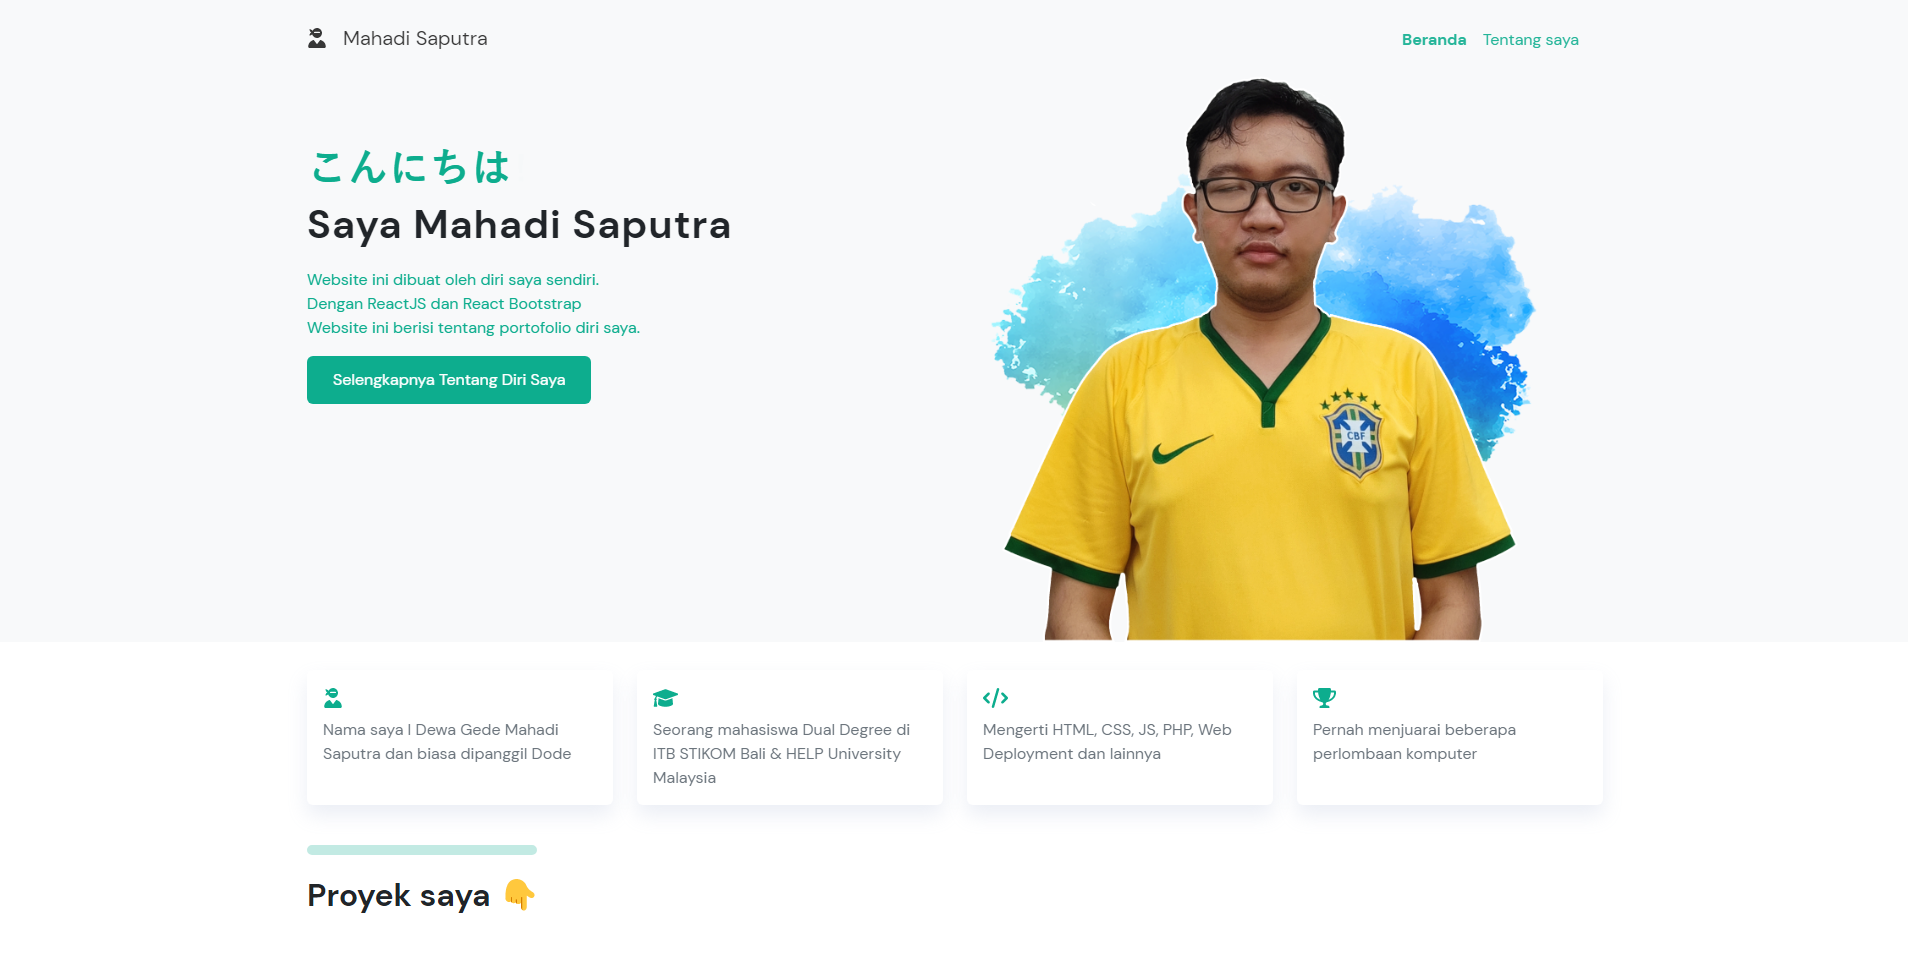 Mahadi Saputra
Beranda
Tentang saya
こんにちは
Saya Mahadi Saputra
Website ini dibuat oleh diri saya sendiri.
Dengan ReactJS dan React Bootstrap
Website ini berisi tentang portofolio diri saya.
Selengkapnya Tentang Diri Saya
CBF
Nama saya I Dewa Gede Mahadi
Saputra dan biasa dipanggil Dode
Seorang mahasiswa Dual Degree di
ITB STIKOM Bali & HELP University
Malaysia
Mengerti HTML, CSS, JS, PHP, Web
Deployment dan lainnya
Pernah menjuarai beberapa
perlombaan komputer
Proyek saya 👇